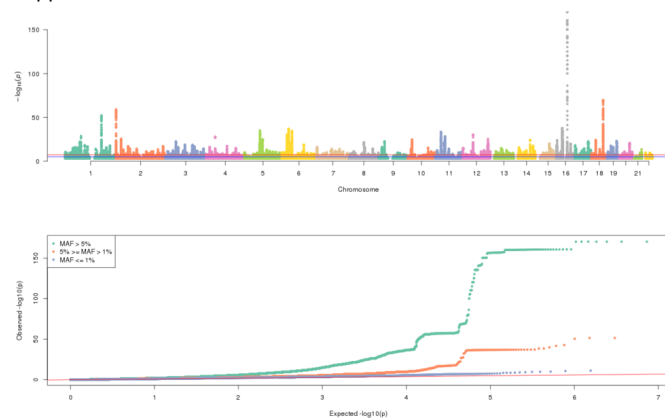 150
100
50
0
-log₁₀(p)
1 2 3 4 5 6 7 8 9 10 11 12 13 14 15 16 17 18 19 21
Chromosome
MAF > 5%
5% >= MAF > 1%
MAF <= 1%
150
100
50
0
Observed -log10(p)
0 1 2 3 4 5 6 7
Expected -log10(p)